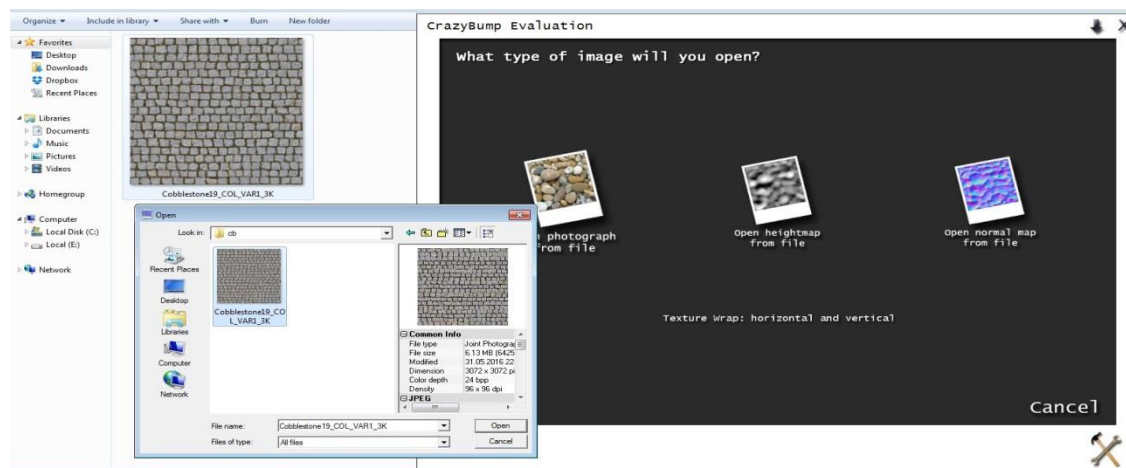 Organize Include in library Share with Burn New folder
Favorites
Desktop
Downloads
Dropbox
Recent Places
Libraries
Documents
Music
Pictures
Videos
Homegroup
Computer
Local Disk (C:)
Local (E:)
Network
Cobblestone19_COL_VAR1_3K
Open
Look in: cb
Recent Places
Desktop
Libraries
Computer
Network
Cobblestone19_CO
L_VAR1_3K
Common Info
File type Joint Photograp
File size 6.13 MB (6425
Modified 31.05.2016 22
Dimension 3072 x 3072 pi
Color depth 24 bpp
Density 96 x 96 dpi
JPEG
File name: Cobblestone19_COL_VAR1_3K Open
Files of type: All files Cancel
CrazyBump Evaluation
What type of image will you open?
photograph
from file
Open heightmap
from file
Open normal map
from file
Texture Wrap: horizontal and vertical
Cancel